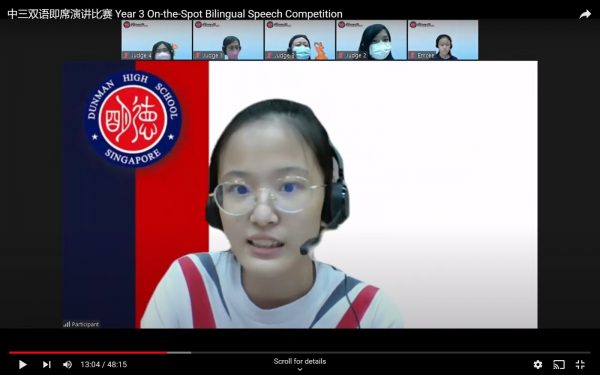 中三双语即席演讲比赛 Year 3 On-the-Spot Bilingual Speech Competition
Judge 4
Judge 1
Judge 3
Judge 2
Emcee
DUNMAN HIGH SCHOOL
SINGAPORE
Participant
13:04 / 48:15
Scroll for details